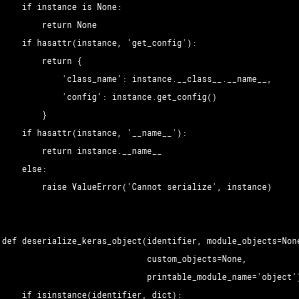 if instance is None:
return None
if hasattr(instance, 'get_config'):
return {
'class_name': instance.__class__.__name__,
'config': instance.get_config()
}
if hasattr(instance, '__name__'):
return instance.__name__
else:
raise ValueError('Cannot serialize', instance)
def deserialize_keras_object(identifier, module_objects=None
custom_objects=None,
printable_module_name='object'
if isinstance(identifier, dict):